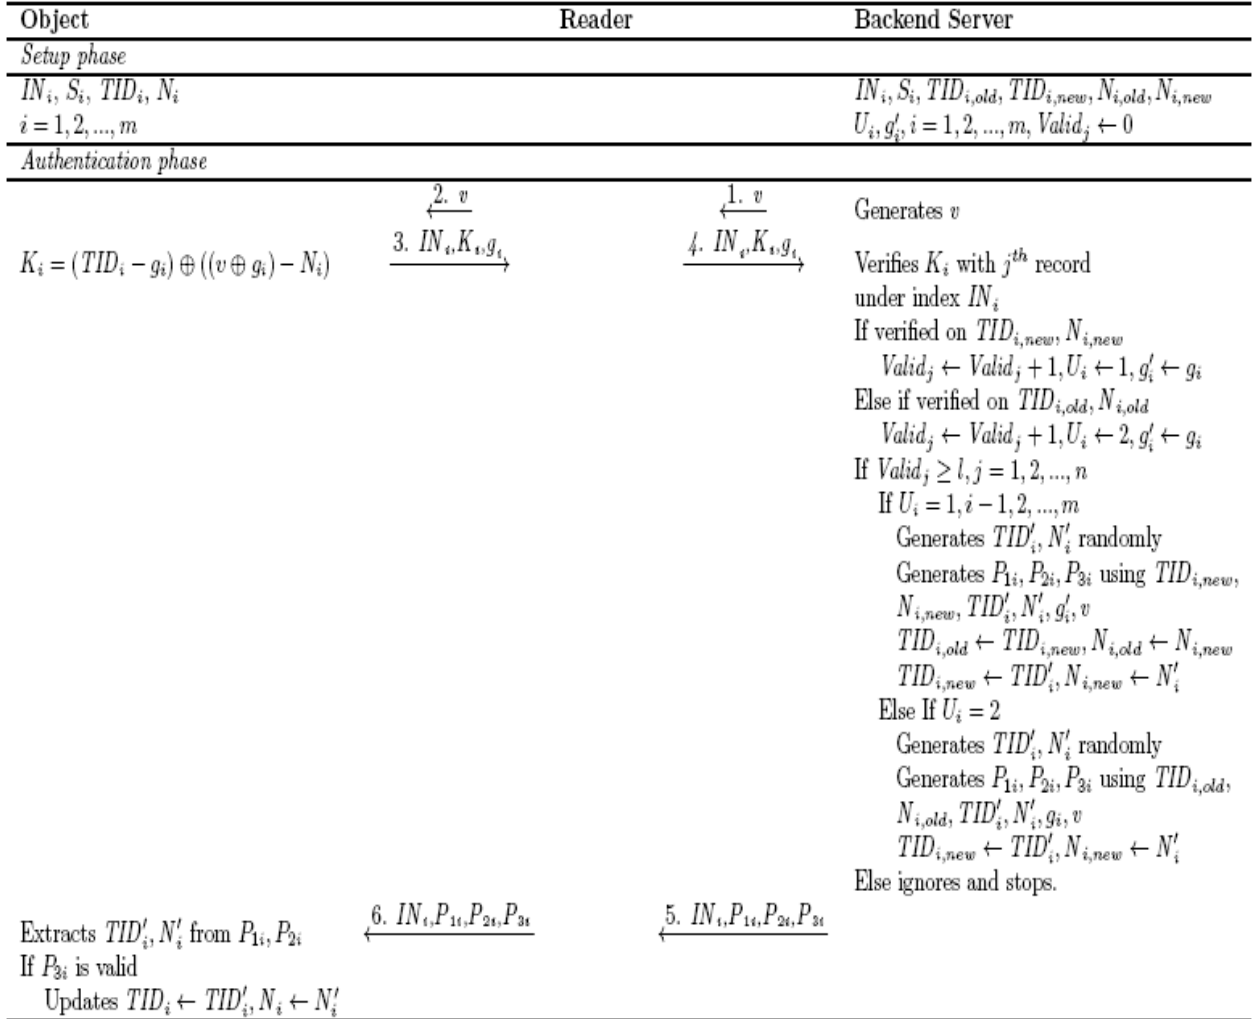 Object Reader Backend Server
Setup phase
IN_i, S_i, TID_i, N_i IN_i, S_i, TID_{i,old}, TID_{i,new}, N_{i,old}, N_{i,new}
i = 1, 2, ..., m U_i, g'_i, i = 1, 2, ..., m, Valid_j ← 0
Authentication phase
2. v 1. v Generates v
K_i = (TID_i − g_i) ⊕ ((v ⊕ g_i) − N_i) 3. IN_i,K_i,g_i 4. IN_i,K_i,g_i Verifies K_i with j^{th} record
under index IN_i
If verified on TID_{i,new}, N_{i,new}
Valid_j ← Valid_j + 1, U_i ← 1, g'_i ← g_i
Else if verified on TID_{i,old}, N_{i,old}
Valid_j ← Valid_j + 1, U_i ← 2, g'_i ← g_i
If Valid_j ≥ l, j = 1, 2, ..., n
If U_i = 1, i − 1, 2, ..., m
Generates TID'_i, N'_i randomly
Generates P_{1i}, P_{2i}, P_{3i} using TID_{i,new},
N_{i,new}, TID'_i, N'_i, g'_i, v
TID_{i,old} ← TID_{i,new}, N_{i,old} ← N_{i,new}
TID_{i,new} ← TID'_i, N_{i,new} ← N'_i
Else If U_i = 2
Generates TID'_i, N'_i randomly
Generates P_{1i}, P_{2i}, P_{3i} using TID_{i,old},
N_{i,old}, TID'_i, N'_i, g_i, v
TID_{i,new} ← TID'_i, N_{i,new} ← N'_i
Else ignores and stops.
Extracts TID'_i, N'_i from P_{1i}, P_{2i} 6. IN_i,P_{1i},P_{2i},P_{3i} 5. IN_i,P_{1i},P_{2i},P_{3i}
If P_{3i} is valid
Updates TID_i ← TID'_i, N_i ← N'_i